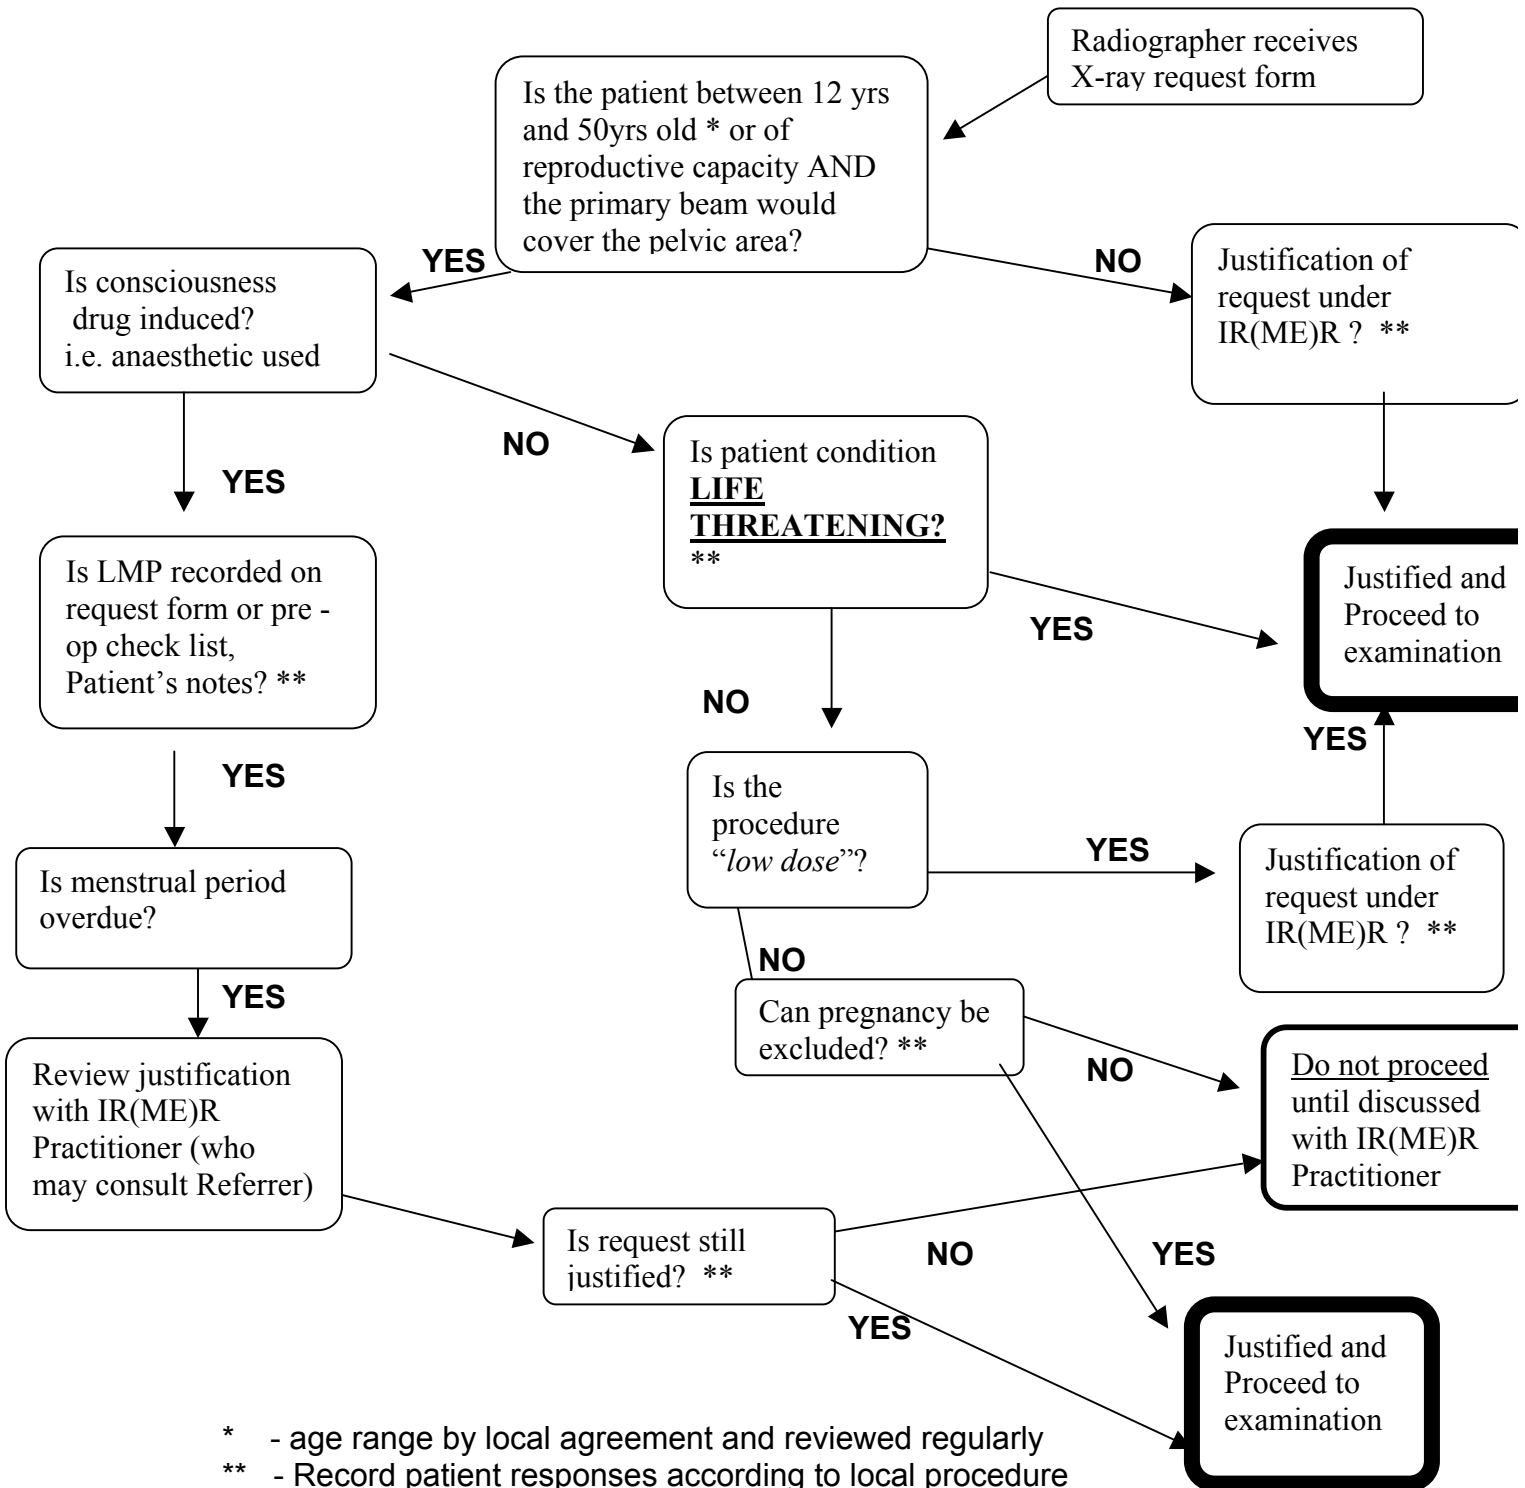 Radiographer receives
X-ray request form
Is the patient between 12 yrs
and 50yrs old * or of
reproductive capacity AND
the primary beam would
cover the pelvic area?
YES
NO
Is consciousness
drug induced?
i.e. anaesthetic used
Justification of
request under
IR(ME)R ? **
YES
NO
Is patient condition
LIFE
THREATENING?
**
Is LMP recorded on
request form or pre -
op check list,
Patient's notes? **
YES
Justified and
Proceed to
examination
NO
YES
YES
Is the
procedure
“low dose”?
YES
Justification of
request under
IR(ME)R ? **
Is menstrual period
overdue?
NO
YES
Can pregnancy be
excluded? **
NO
Do not proceed
until discussed
with IR(ME)R
Practitioner
Review justification
with IR(ME)R
Practitioner (who
may consult Referrer)
Is request still
justified? **
NO
YES
YES
Justified and
Proceed to
examination
* - age range by local agreement and reviewed regularly
** - Record patient responses according to local procedure